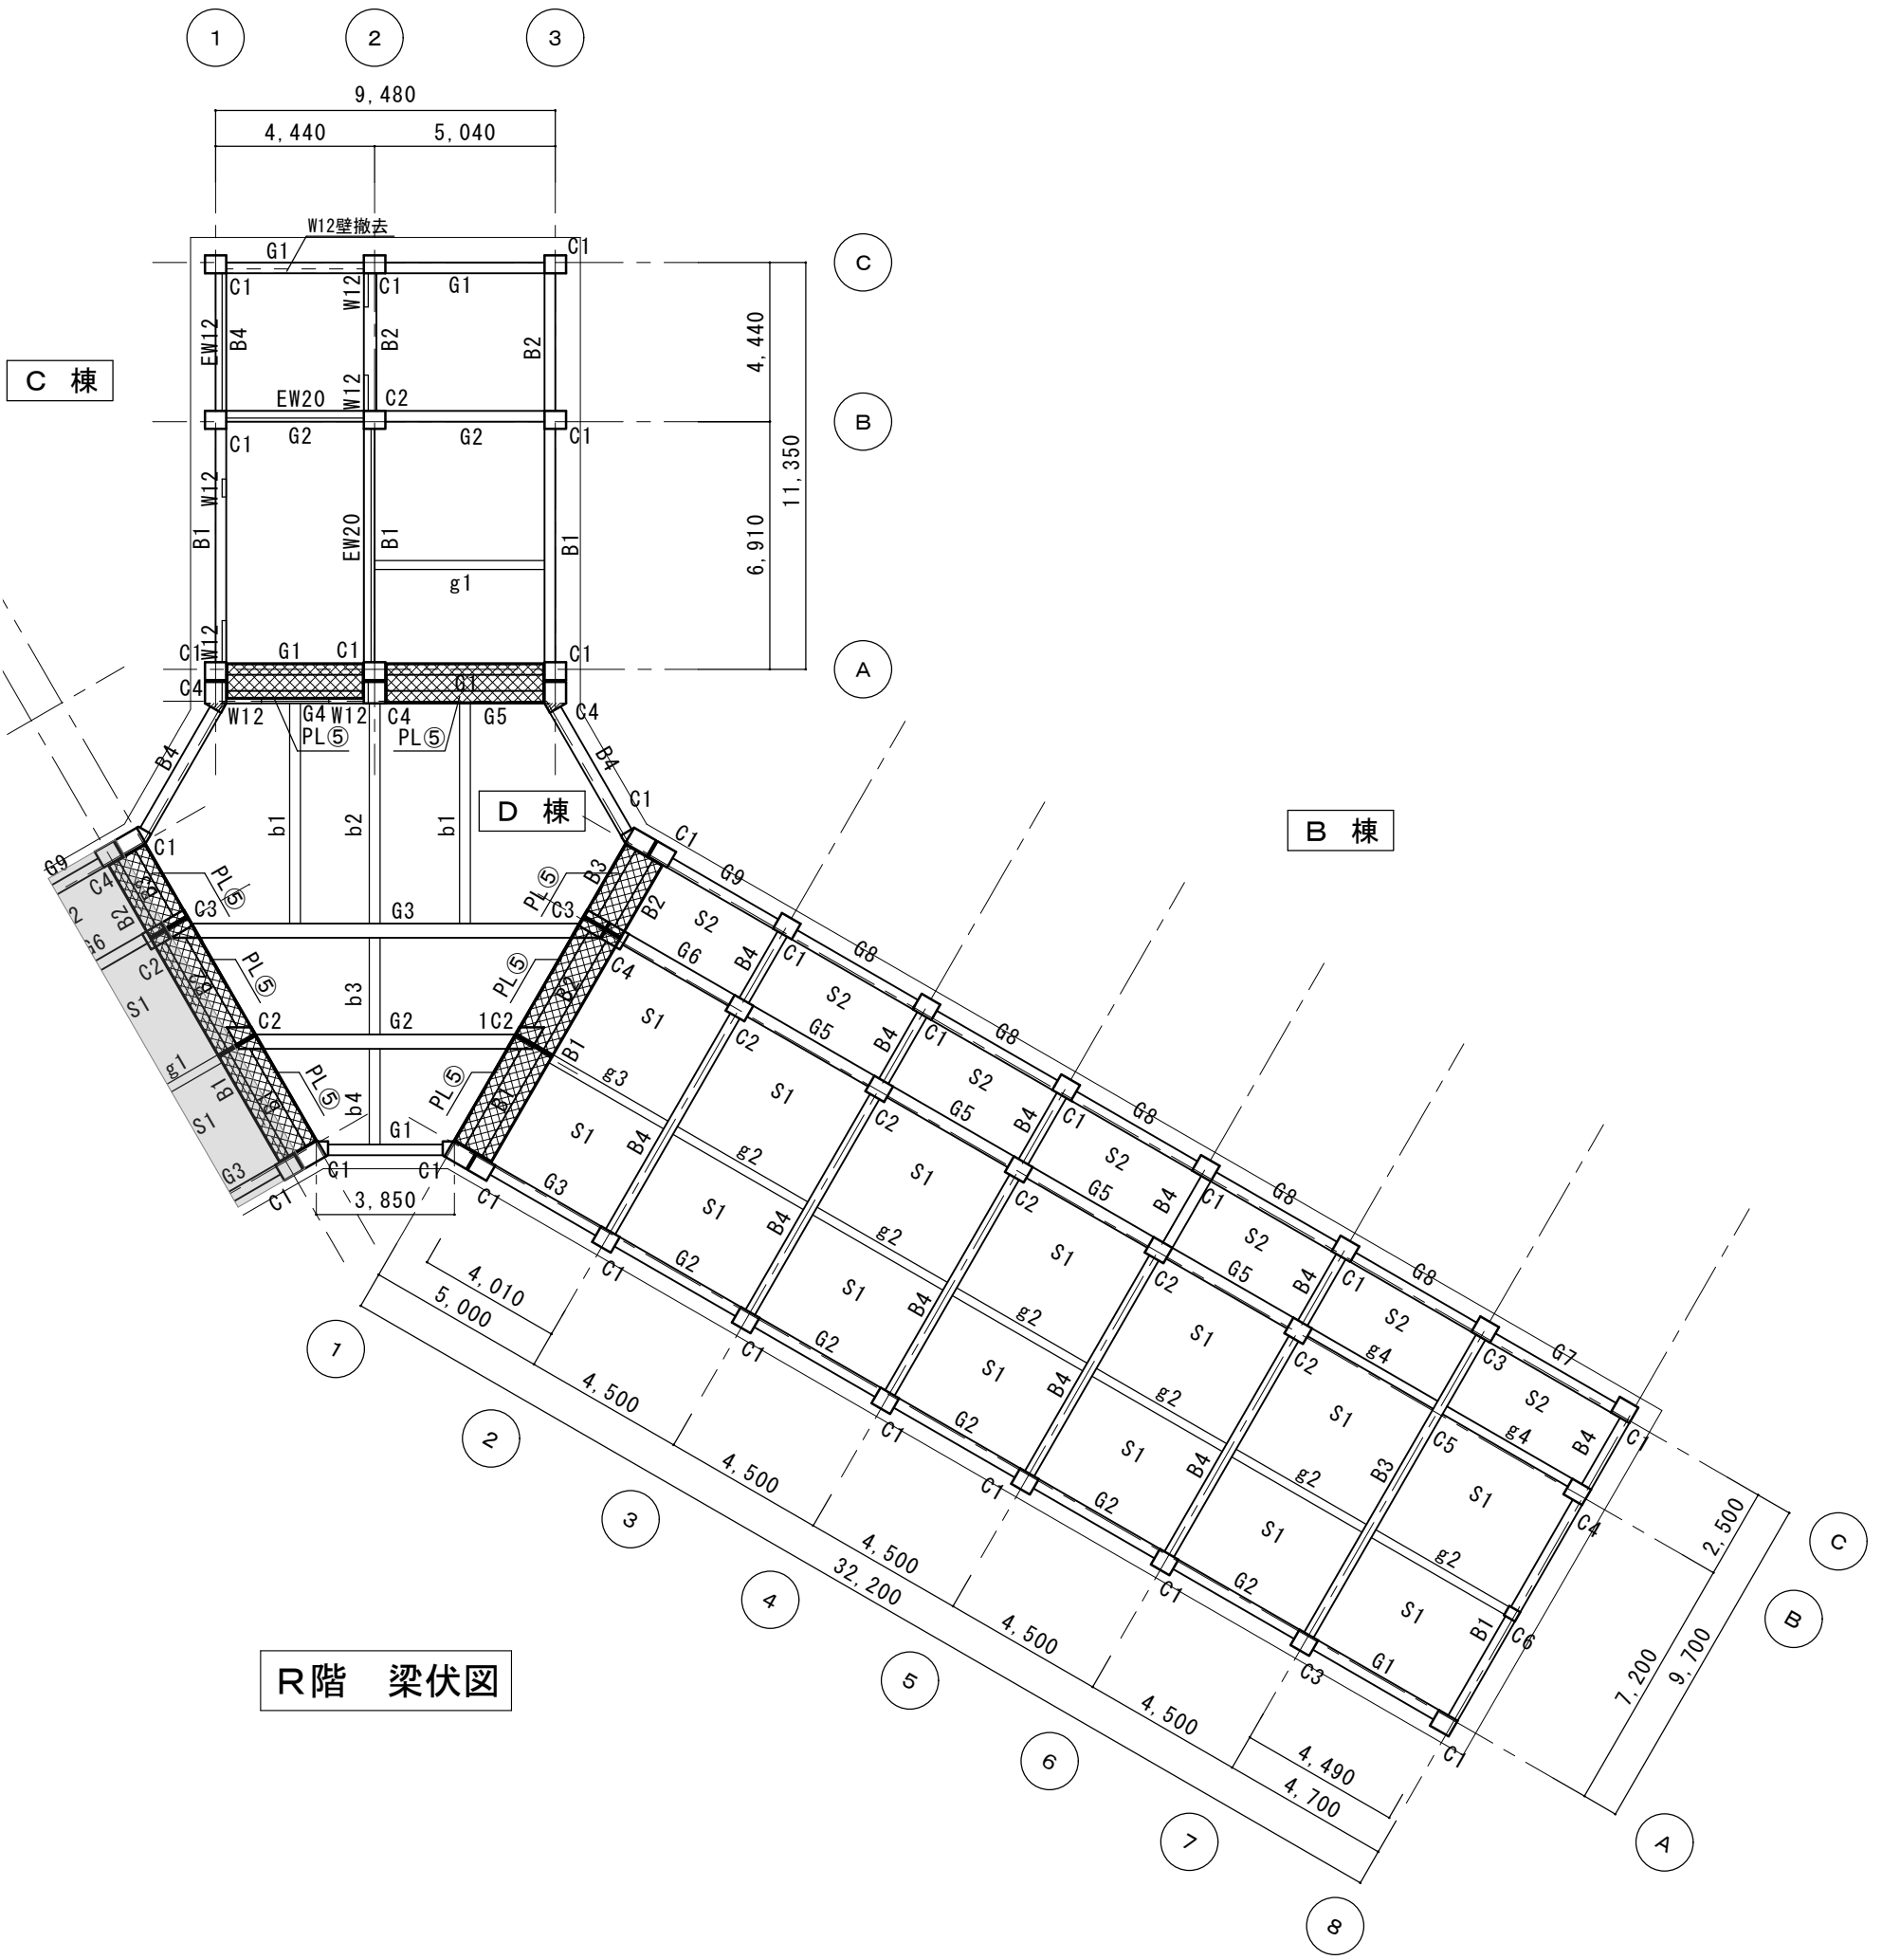 1 2 3
9,480
4,440 5,040
W12壁撤去
G1 C1
C
C1 W12 C1 G1
EW12 B4 B2 B2
4,440
C 棟
EW20 W12 C2
B
C1 G2 G2 C1
W12
11,350
B1 EW20 B1 B1
6,910
g1
W12
C1 G1 C1 C1
A
C4 G1
W12 G4 W12 C4 G5 C4
PL⑤ PL⑤
B4 B4
b1 b2 b1
D 棟
C1 C1
B 棟
G9 C1 G9
C4 B3 PL⑤ PL⑤ B3
2 B2 C3 G3 C3 B2 S2 G8
G6 C2 B2 PL⑤ PL⑤ B2 C4 G6 B4 C1
S1 b3 S1 S2 G8
C2 G2 1C2 C2 G5 B4 C1
g1 B1 B1 g3 S1 S2 G8
S1 B1 PL⑤ b4 PL⑤ B1 S1 B4 C2 G5 B4 C1
G3 G1 G3 g2 S1 S2 G8
C1 C1 C1 C1 S1 B4 C2 G5 B4 C1
3,850
C1 G2 g2 S1 S2 G8
S1 B4 C2 G5 B4 C1
C1 G2 g2 S1 S2 G7
S1 B4 C2 g4 C3
C1 G2 g2 S1 S2
S1 B4 B3 C5 g4 B4 C1
C1 G2 g2 S1 C4
S1 g2
C1 G2 S1 B1 C6
C3 G1
C1
4,010
5,000
4,500
4,500
4,500
4,500
4,500
4,490
4,700
32,200
2,500
7,200
9,700
1
2
3
4
5
6
7
8
C
B
A
R階 梁伏図